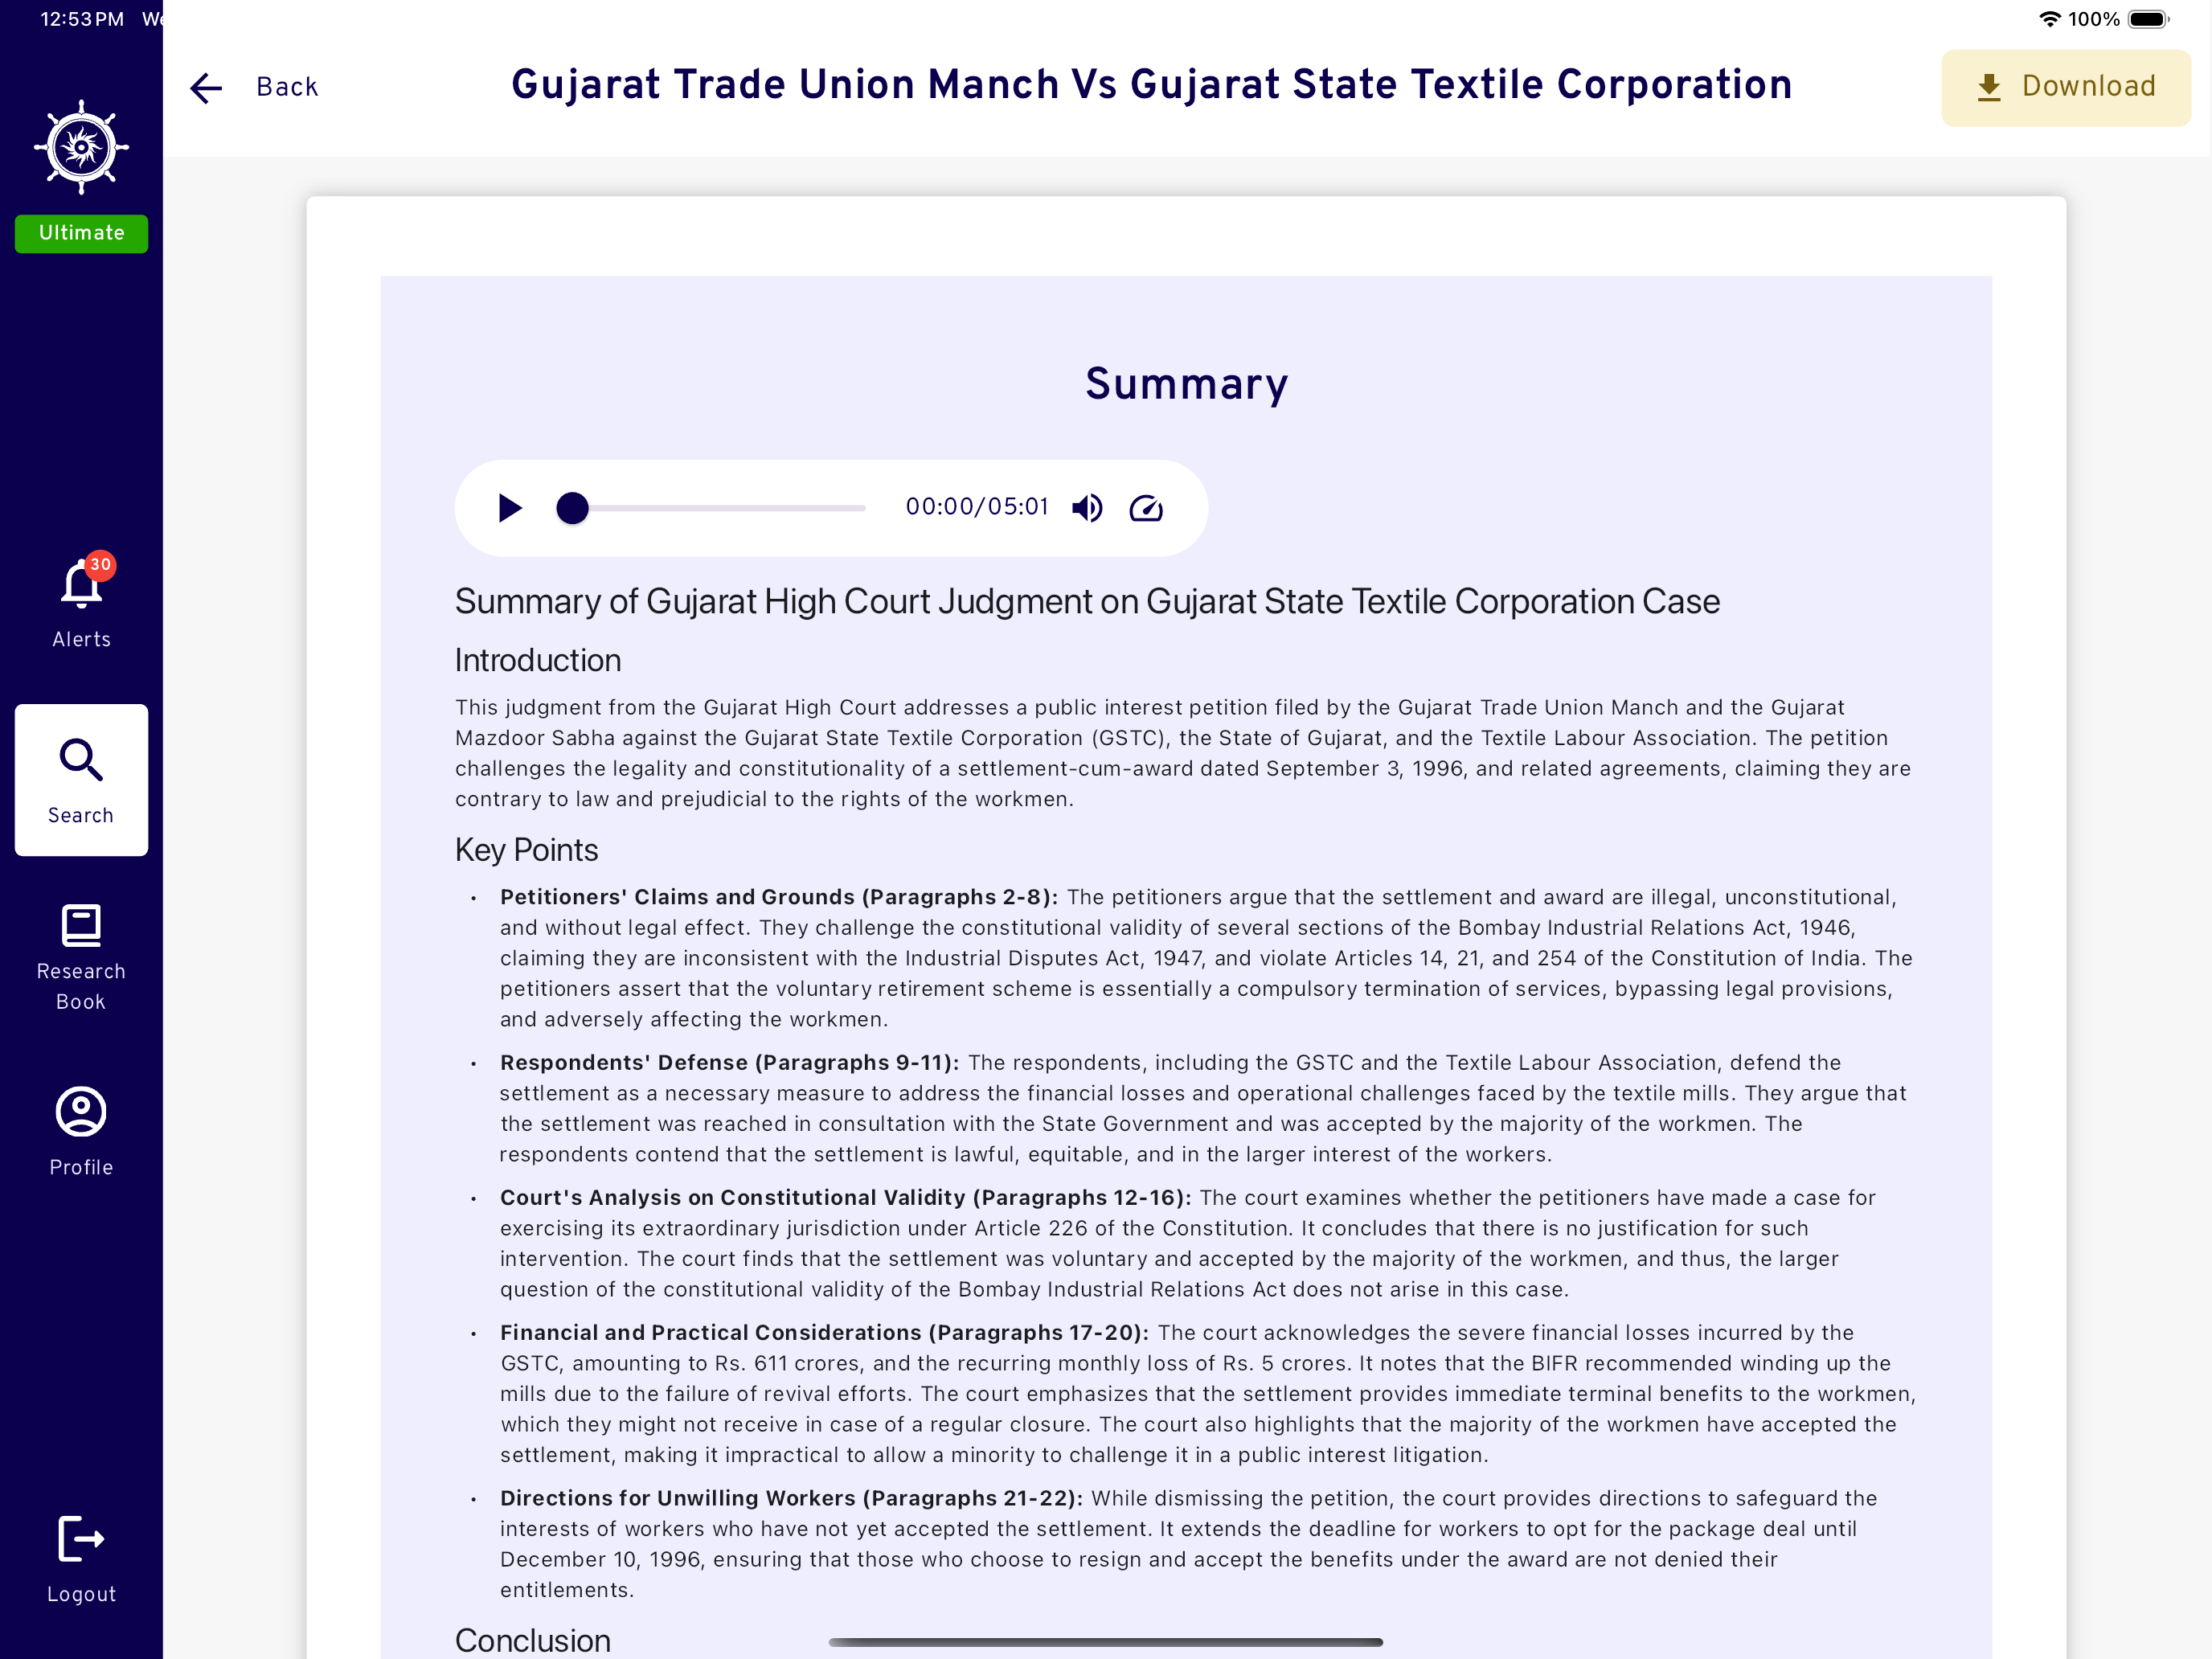 12:53 PM We
100%
Back
Gujarat Trade Union Manch Vs Gujarat State Textile Corporation
Download
Ultimate
30
Alerts
Search
Research
Book
Profile
Logout
Summary
00:00/05:01
Summary of Gujarat High Court Judgment on Gujarat State Textile Corporation Case
Introduction
This judgment from the Gujarat High Court addresses a public interest petition filed by the Gujarat Trade Union Manch and the Gujarat
Mazdoor Sabha against the Gujarat State Textile Corporation (GSTC), the State of Gujarat, and the Textile Labour Association. The petition
challenges the legality and constitutionality of a settlement-cum-award dated September 3, 1996, and related agreements, claiming they are
contrary to law and prejudicial to the rights of the workmen.
Key Points
• Petitioners' Claims and Grounds (Paragraphs 2-8): The petitioners argue that the settlement and award are illegal, unconstitutional,
and without legal effect. They challenge the constitutional validity of several sections of the Bombay Industrial Relations Act, 1946,
claiming they are inconsistent with the Industrial Disputes Act, 1947, and violate Articles 14, 21, and 254 of the Constitution of India. The
petitioners assert that the voluntary retirement scheme is essentially a compulsory termination of services, bypassing legal provisions,
and adversely affecting the workmen.
• Respondents' Defense (Paragraphs 9-11): The respondents, including the GSTC and the Textile Labour Association, defend the
settlement as a necessary measure to address the financial losses and operational challenges faced by the textile mills. They argue that
the settlement was reached in consultation with the State Government and was accepted by the majority of the workmen. The
respondents contend that the settlement is lawful, equitable, and in the larger interest of the workers.
• Court's Analysis on Constitutional Validity (Paragraphs 12-16): The court examines whether the petitioners have made a case for
exercising its extraordinary jurisdiction under Article 226 of the Constitution. It concludes that there is no justification for such
intervention. The court finds that the settlement was voluntary and accepted by the majority of the workmen, and thus, the larger
question of the constitutional validity of the Bombay Industrial Relations Act does not arise in this case.
• Financial and Practical Considerations (Paragraphs 17-20): The court acknowledges the severe financial losses incurred by the
GSTC, amounting to Rs. 611 crores, and the recurring monthly loss of Rs. 5 crores. It notes that the BIFR recommended winding up the
mills due to the failure of revival efforts. The court emphasizes that the settlement provides immediate terminal benefits to the workmen,
which they might not receive in case of a regular closure. The court also highlights that the majority of the workmen have accepted the
settlement, making it impractical to allow a minority to challenge it in a public interest litigation.
• Directions for Unwilling Workers (Paragraphs 21-22): While dismissing the petition, the court provides directions to safeguard the
interests of workers who have not yet accepted the settlement. It extends the deadline for workers to opt for the package deal until
December 10, 1996, ensuring that those who choose to resign and accept the benefits under the award are not denied their
entitlements.
Conclusion